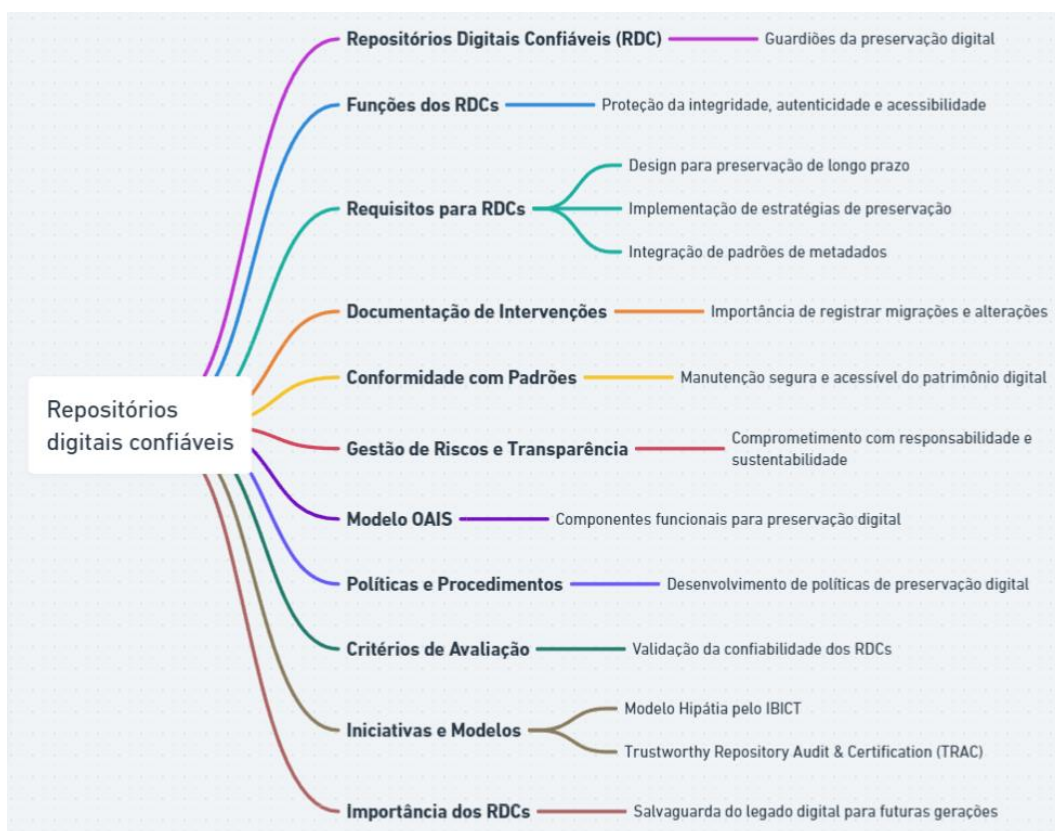 Repositórios
digitais confiáveis
Repositórios Digitais Confiáveis (RDC)
Guardiões da preservação digital
Funções dos RDCs
Proteção da integridade, autenticidade e acessibilidade
Requisitos para RDCs
Design para preservação de longo prazo
Implementação de estratégias de preservação
Integração de padrões de metadados
Documentação de Intervenções
Importância de registrar migrações e alterações
Conformidade com Padrões
Manutenção segura e acessível do patrimônio digital
Gestão de Riscos e Transparência
Comprometimento com responsabilidade e
sustentabilidade
Modelo OAIS
Componentes funcionais para preservação digital
Políticas e Procedimentos
Desenvolvimento de políticas de preservação digital
Critérios de Avaliação
Validação da confiabilidade dos RDCs
Iniciativas e Modelos
Modelo Hipátia pelo IBICT
Trustworthy Repository Audit & Certification (TRAC)
Importância dos RDCs
Salvaguarda do legado digital para futuras gerações